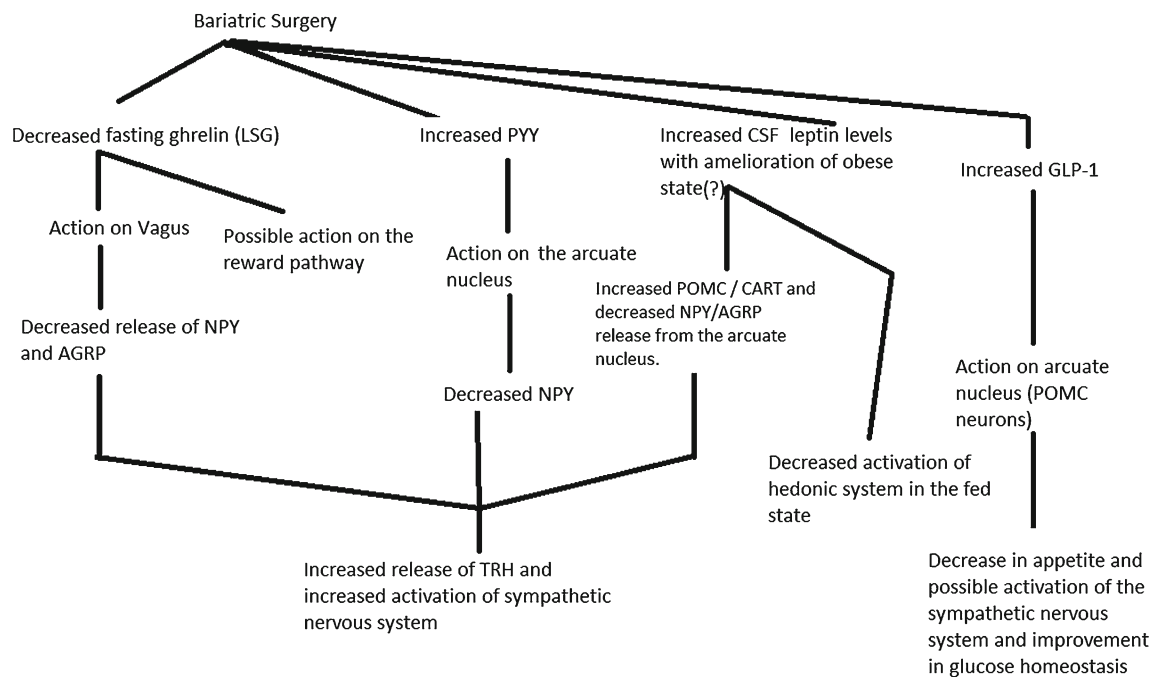 Bariatric Surgery
Decreased fasting ghrelin (LSG)
Increased PYY
Increased CSF leptin levels
with amelioration of obese
state(?)
Increased GLP-1
Action on Vagus
Possible action on the
reward pathway
Action on the arcuate
nucleus
Increased POMC / CART and
decreased NPY/AGRP
release from the arcuate
nucleus.
Decreased release of NPY
and AGRP
Decreased NPY
Action on arcuate
nucleus (POMC
neurons)
Decreased activation of
hedonic system in the fed
state
Increased release of TRH and
increased activation of sympathetic
nervous system
Decrease in appetite and
possible activation of the
sympathetic nervous
system and improvement
in glucose homeostasis